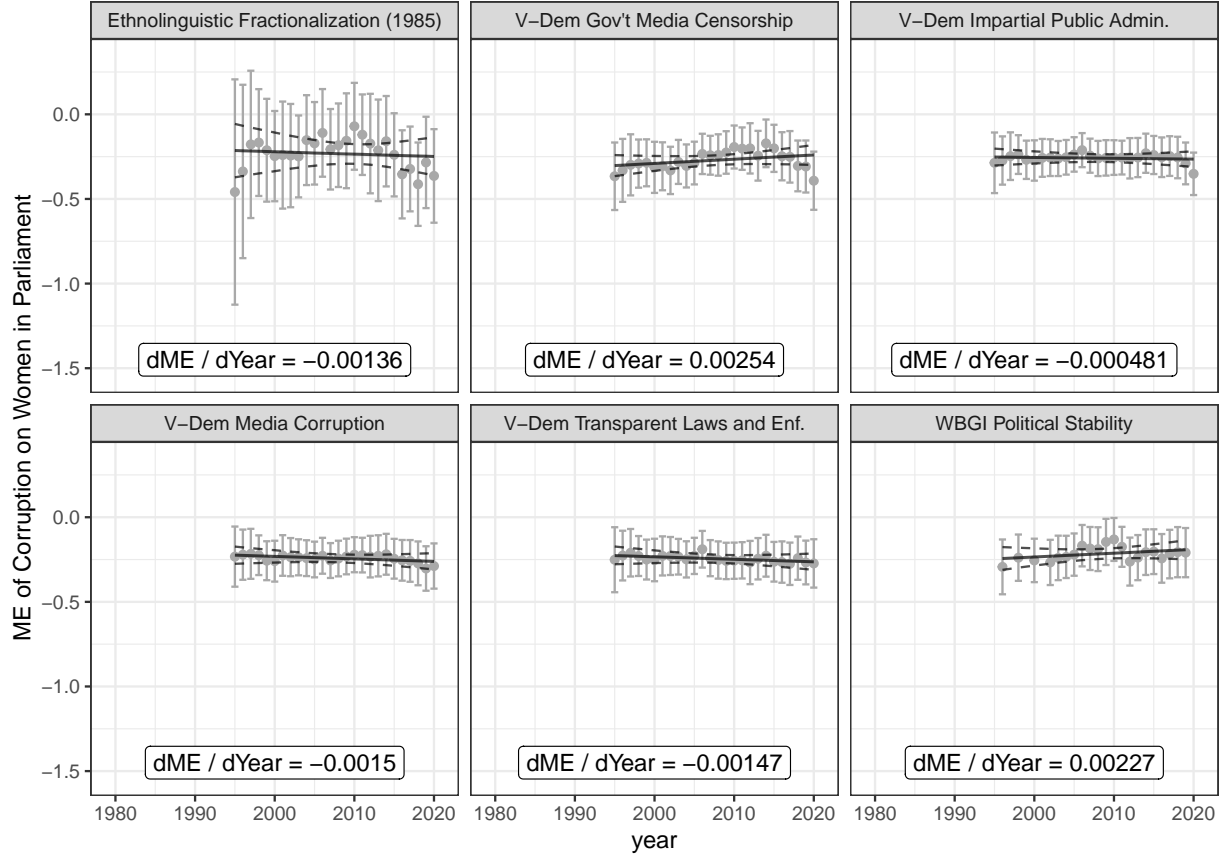 Ethnolinguistic Fractionalization (1985)
V−Dem Gov't Media Censorship
V−Dem Impartial Public Admin.
0.0
−0.5
−1.0
−1.5
dME / dYear = −0.00136
dME / dYear = 0.00254
dME / dYear = −0.000481
V−Dem Media Corruption
V−Dem Transparent Laws and Enf.
WBGI Political Stability
0.0
−0.5
−1.0
−1.5
dME / dYear = −0.0015
dME / dYear = −0.00147
dME / dYear = 0.00227
1980 1990 2000 2010 2020
1980 1990 2000 2010 2020
1980 1990 2000 2010 2020
year
ME of Corruption on Women in Parliament